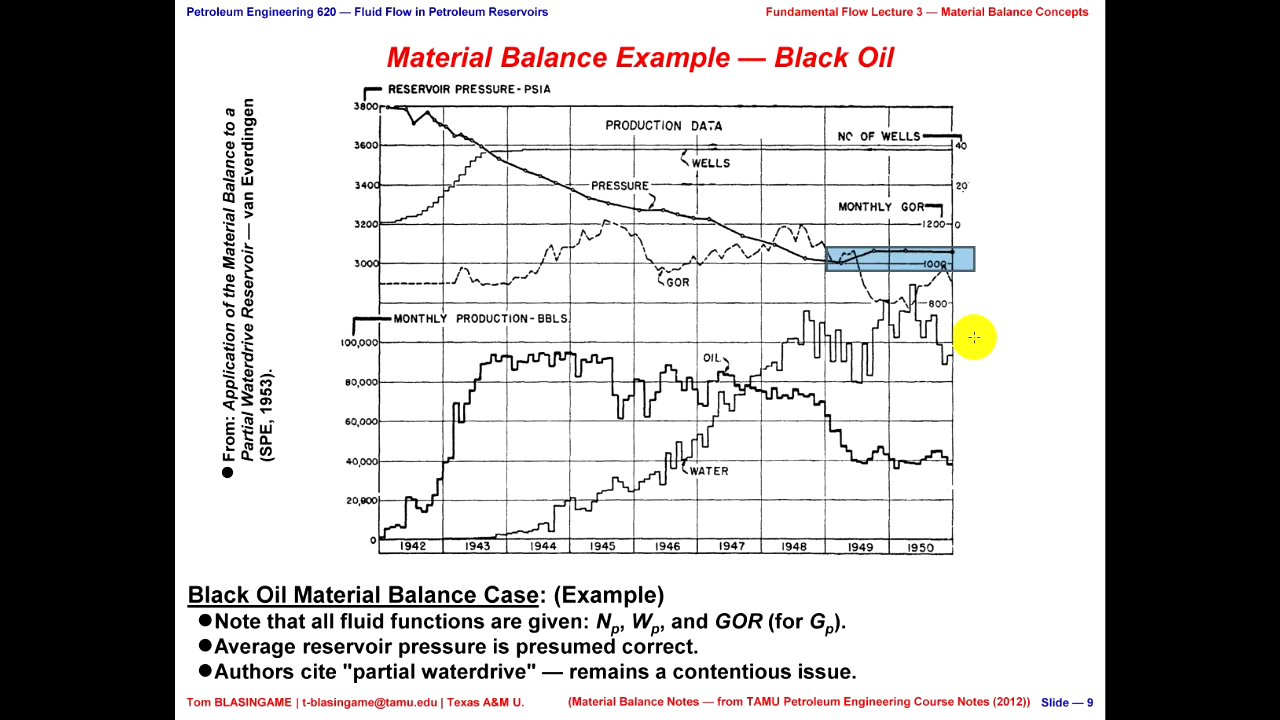 Petroleum Engineering 620 — Fluid Flow in Petroleum Reservoirs
Fundamental Flow Lecture 3 — Material Balance Concepts
Material Balance Example — Black Oil
●From: Application of the Material Balance to a
Partial Waterdrive Reservoir — van Everdingen
(SPE, 1953).
RESERVOIR PRESSURE - PSIA
3800
PRODUCTION DATA
NO OF WELLS
3600
40
WELLS
3400
PRESSURE
20
MONTHLY GOR
3200
1200
0
3000
1000
GOR
800
MONTHLY PRODUCTION - BBLS.
100,000
OIL
80,000
60,000
40,000
WATER
20,000
0
1942 1943 1944 1945 1946 1947 1948 1949 1950
Black Oil Material Balance Case: (Example)
●Note that all fluid functions are given: Np, Wp, and GOR (for Gp).
●Average reservoir pressure is presumed correct.
●Authors cite "partial waterdrive" — remains a contentious issue.
Tom BLASINGAME | t-blasingame@tamu.edu | Texas A&M U.
(Material Balance Notes — from TAMU Petroleum Engineering Course Notes (2012))
Slide — 9